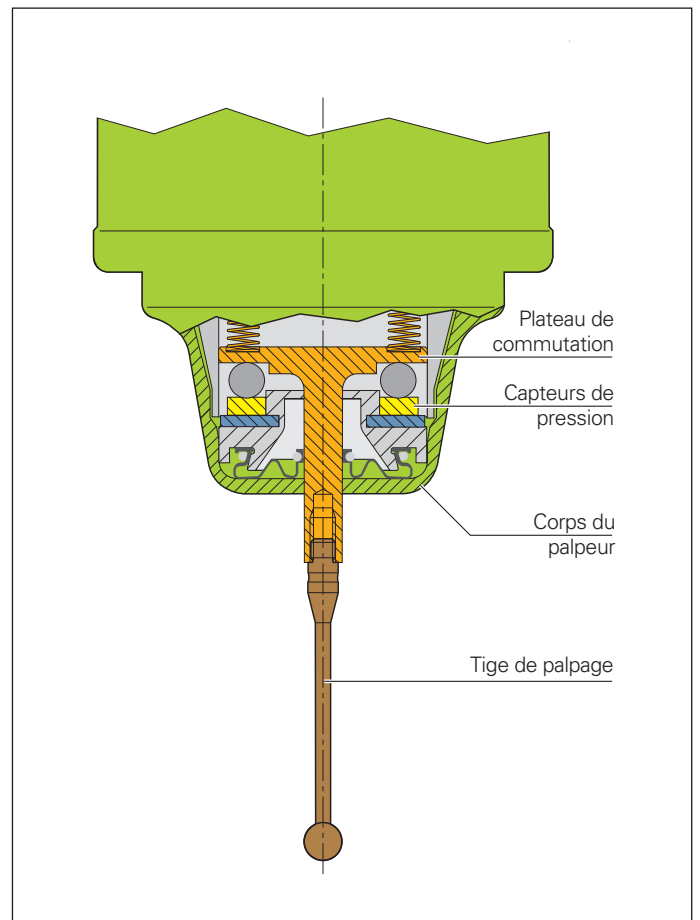 Plateau de
commutation
Capteurs de
pression
Corps du
palpeur
Tige de palpage